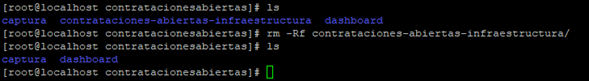 [root@localhost contratacionesabiertas]# ls
captura  contrataciones-abiertas-infraestructura  dashboard
[root@localhost contratacionesabiertas]# rm -Rf contrataciones-abiertas-infraestructura/
[root@localhost contratacionesabiertas]# ls
captura  dashboard
[root@localhost contratacionesabiertas]#